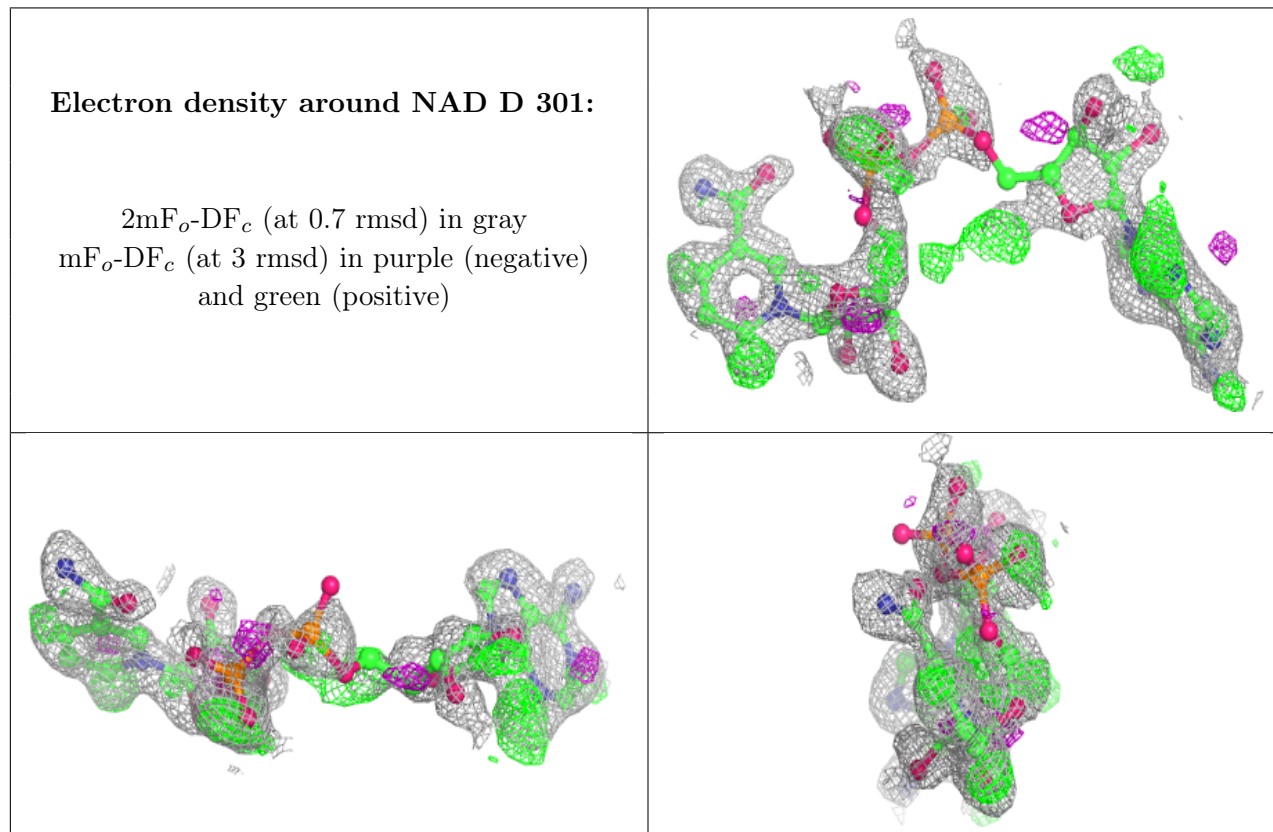 Electron density around NAD D 301:
2mFo-DFc (at 0.7 rmsd) in gray
mFo-DFc (at 3 rmsd) in purple (negative)
and green (positive)